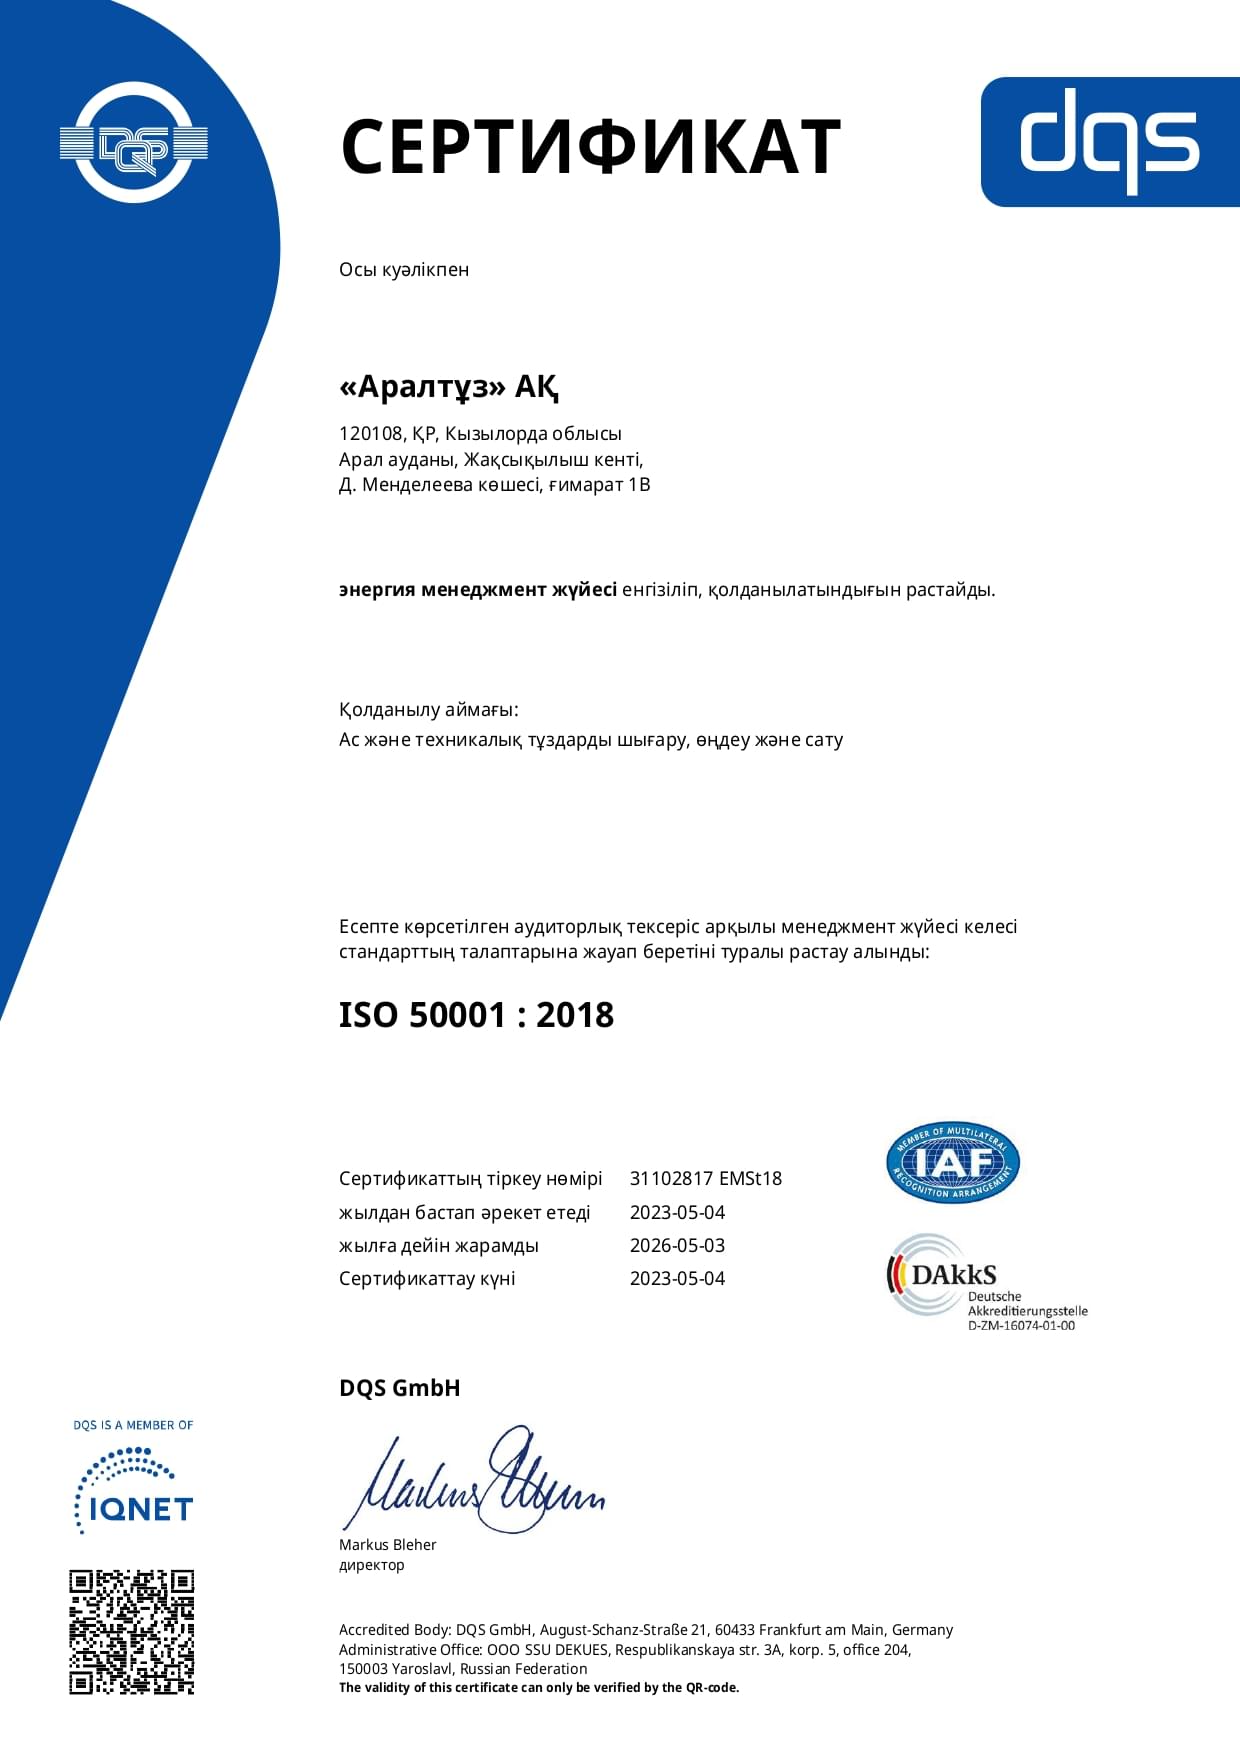 DQS
СЕРТИФИКАТ
dqs
Осы куәлікпен
«Аралтұз» АҚ
120108, ҚР, Кызылорда облысы
Арал ауданы, Жақсықылыш кенті,
Д. Менделеева көшесі, ғимарат 1В
энергия менеджмент жүйесі енгізіліп, қолданылатындығын растайды.
Қолданылу аймағы:
Ас және техникалық тұздарды шығару, өңдеу және сату
Есепте көрсетілген аудиторлық тексеріс арқылы менеджмент жүйесі келесі
стандарттың талаптарына жауап беретіні туралы растау алынды:
ISO 50001 : 2018
MEMBER OF MULTILATERAL
IAF
RECOGNITION ARRANGEMENT
Сертификаттың тіркеу нөмірі 31102817 EMSt18
жылдан бастап әрекет етеді 2023-05-04
жылға дейін жарамды 2026-05-03
Сертификаттау күні 2023-05-04
DAkkS
Deutsche
Akkreditierungsstelle
D-ZM-16074-01-00
DQS GmbH
DQS IS A MEMBER OF
IQNET
Markus Bleher
директор
Accredited Body: DQS GmbH, August-Schanz-Straße 21, 60433 Frankfurt am Main, Germany
Administrative Office: OOO SSU DEKUES, Respublikanskaya str. 3A, korp. 5, office 204,
150003 Yaroslavl, Russian Federation
The validity of this certificate can only be verified by the QR-code.